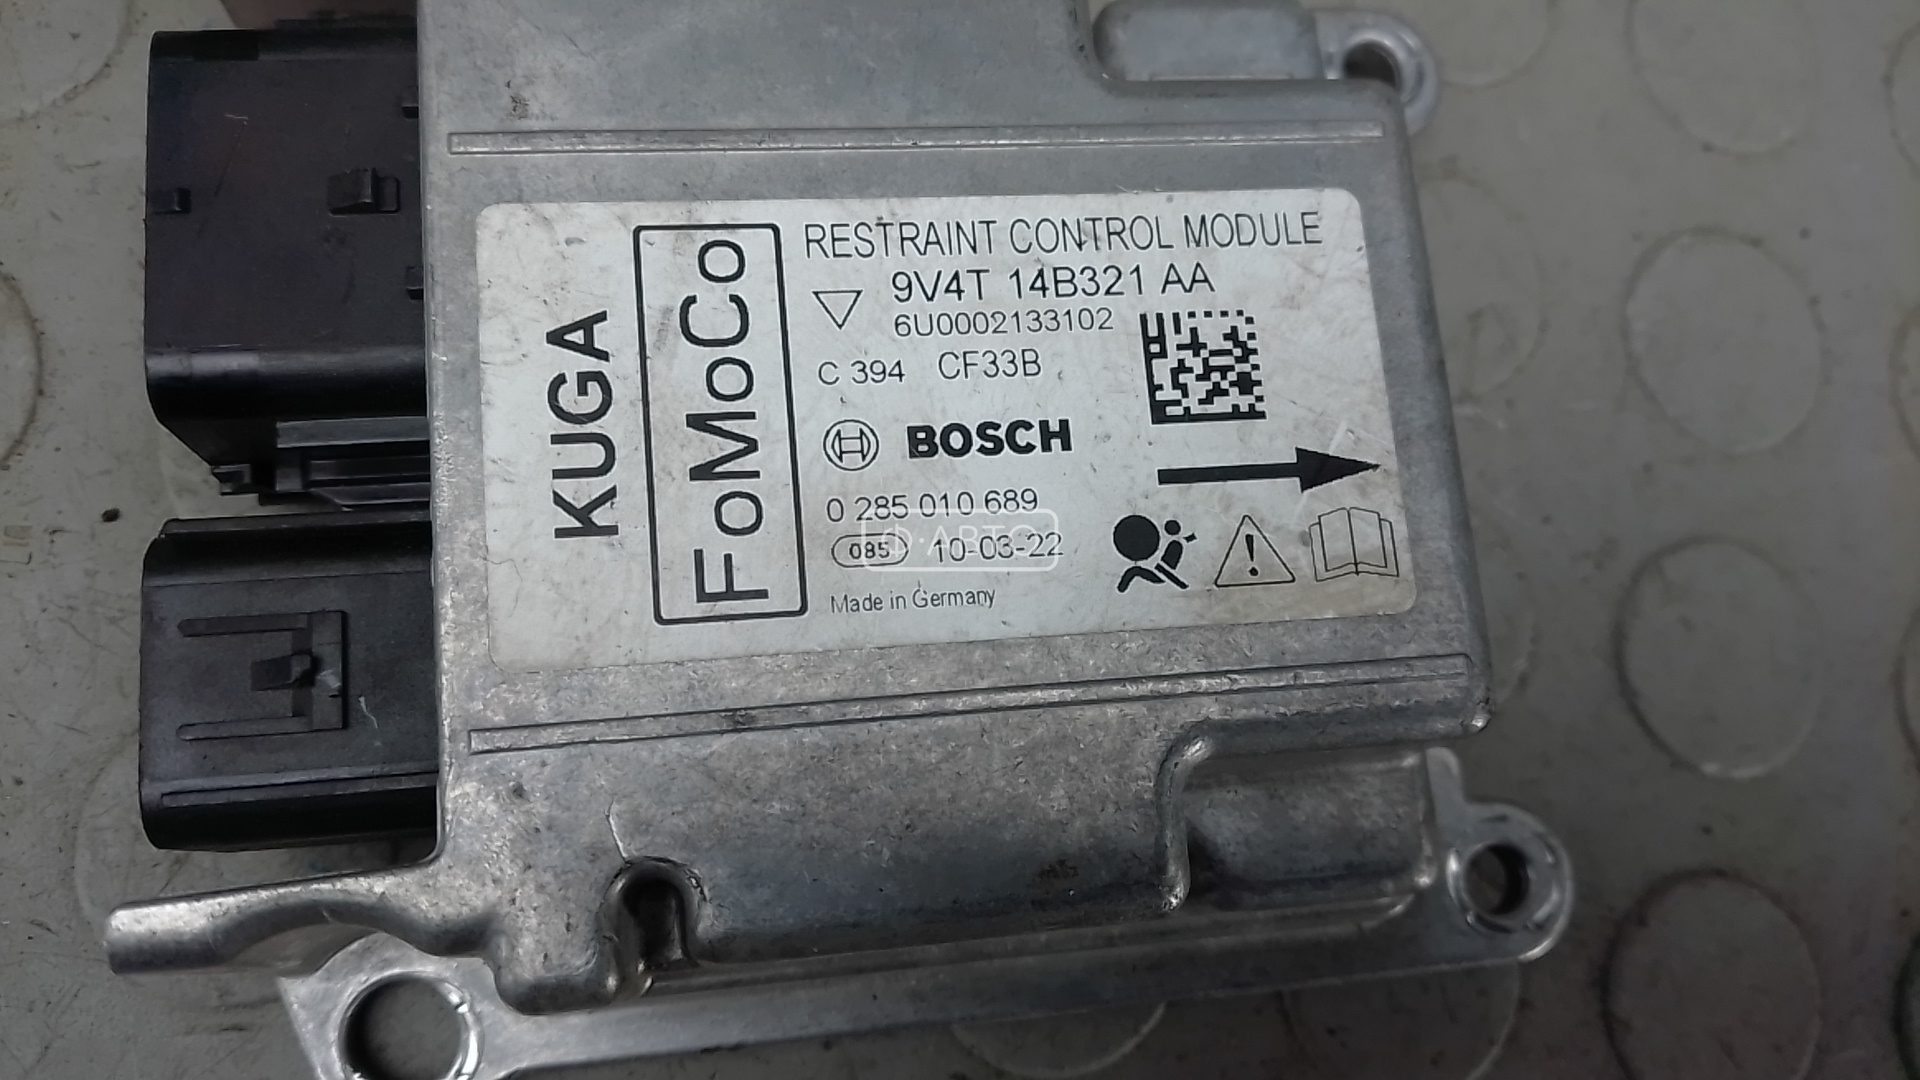 KUGA
FoMoCo
RESTRAINT CONTROL MODULE
9V4T 14B321 AA
6U0002133102
C 394 CF33B
BOSCH
0 285 010 689
085 10-03-22
Ф·АВТО
Made in Germany